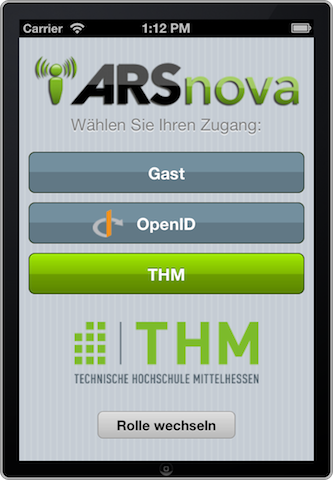 Carrier 1:12 PM
ARSnova
Wählen Sie Ihren Zugang:
Gast
OpenID
THM
THM
TECHNISCHE HOCHSCHULE MITTELHESSEN
Rolle wechseln